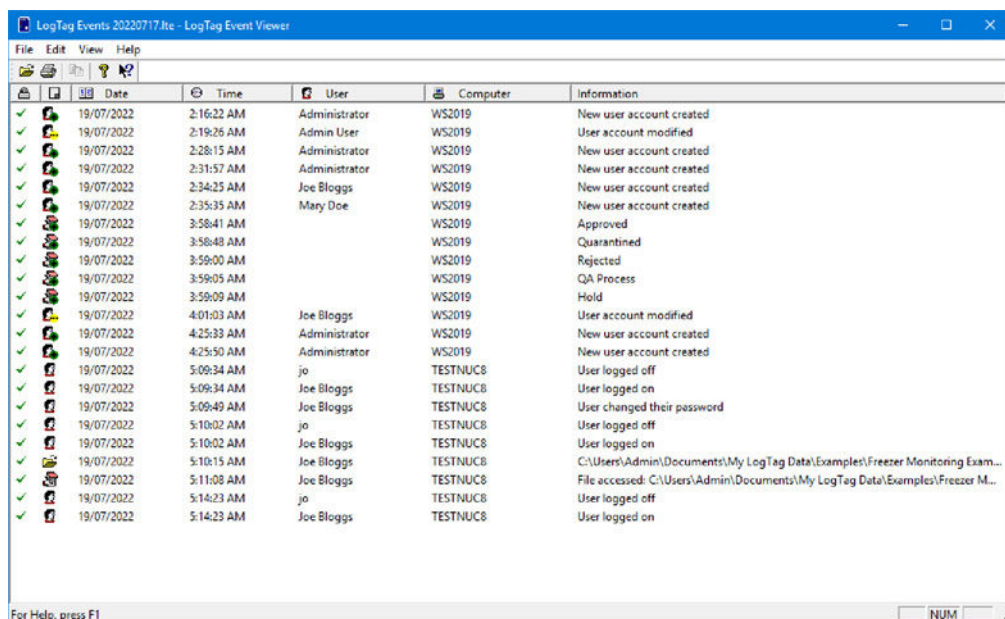 LogTag Events 20220717.lte - LogTag Event Viewer
File Edit View Help
Date Time User Computer Information
19/07/2022 2:16:22 AM Administrator WS2019 New user account created
19/07/2022 2:19:26 AM Admin User WS2019 User account modified
19/07/2022 2:28:15 AM Administrator WS2019 New user account created
19/07/2022 2:31:57 AM Administrator WS2019 New user account created
19/07/2022 2:34:25 AM Joe Bloggs WS2019 New user account created
19/07/2022 2:35:35 AM Mary Doe WS2019 New user account created
19/07/2022 3:58:41 AM WS2019 Approved
19/07/2022 3:58:48 AM WS2019 Quarantined
19/07/2022 3:59:00 AM WS2019 Rejected
19/07/2022 3:59:05 AM WS2019 QA Process
19/07/2022 3:59:09 AM WS2019 Hold
19/07/2022 4:01:03 AM Joe Bloggs WS2019 User account modified
19/07/2022 4:25:33 AM Administrator WS2019 New user account created
19/07/2022 4:25:50 AM Administrator WS2019 New user account created
19/07/2022 5:09:34 AM jo TESTNUC8 User logged off
19/07/2022 5:09:34 AM Joe Bloggs TESTNUC8 User logged on
19/07/2022 5:09:49 AM Joe Bloggs TESTNUC8 User changed their password
19/07/2022 5:10:02 AM jo TESTNUC8 User logged off
19/07/2022 5:10:02 AM Joe Bloggs TESTNUC8 User logged on
19/07/2022 5:10:15 AM Joe Bloggs TESTNUC8 C:\Users\Admin\Documents\My LogTag Data\Examples\Freezer Monitoring Exam...
19/07/2022 5:11:08 AM Joe Bloggs TESTNUC8 File accessed: C:\Users\Admin\Documents\My LogTag Data\Examples\Freezer M...
19/07/2022 5:14:23 AM jo TESTNUC8 User logged off
19/07/2022 5:14:23 AM Joe Bloggs TESTNUC8 User logged on
For Help, press F1 NUM